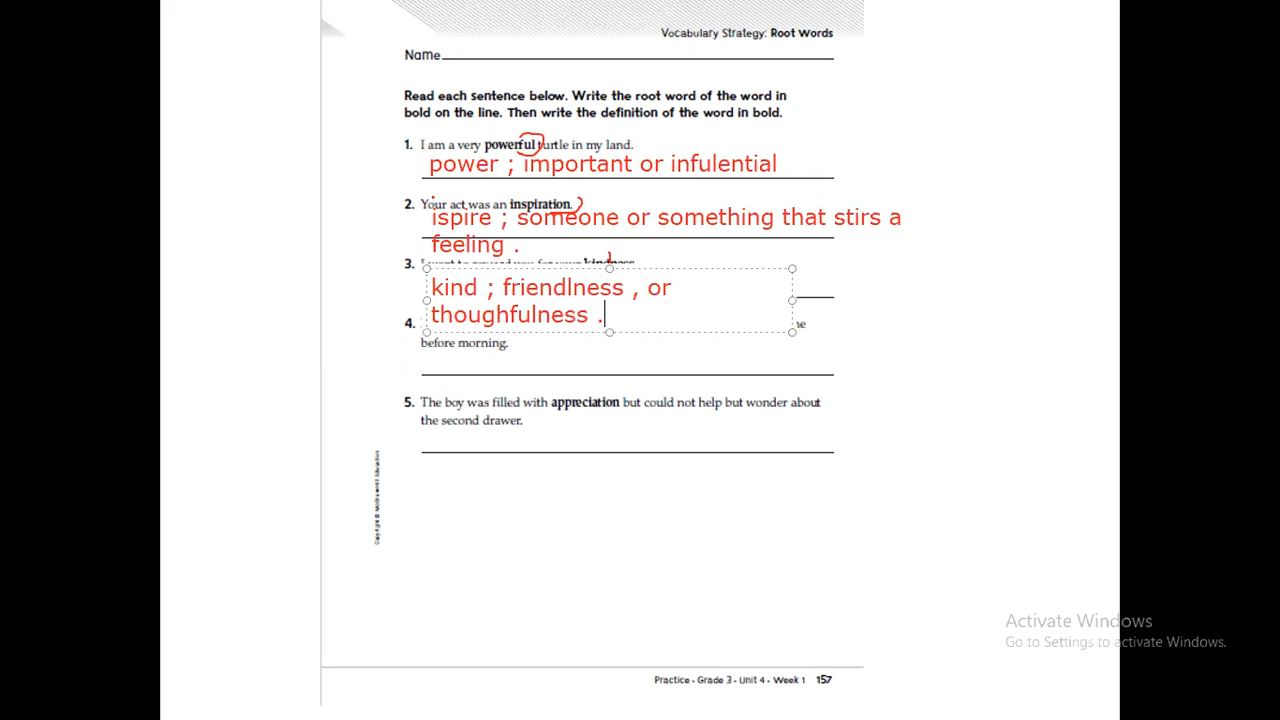 Vocabulary Strategy: Root Words
Name
Read each sentence below. Write the root word of the word in
bold on the line. Then write the definition of the word in bold.
1. I am a very powerful turtle in my land.
power ; important or infulential
2. Your act was an inspiration.
ispire ; someone or something that stirs a
feeling .
3.
kind ; friendlness , or
thoughfulness .
4.
before morning.
5. The boy was filled with appreciation but could not help but wonder about
the second drawer.
Copyright © McGraw-Hill Education
Activate Windows
Go to Settings to activate Windows.
Practice • Grade 3 • Unit 4 • Week 1 157